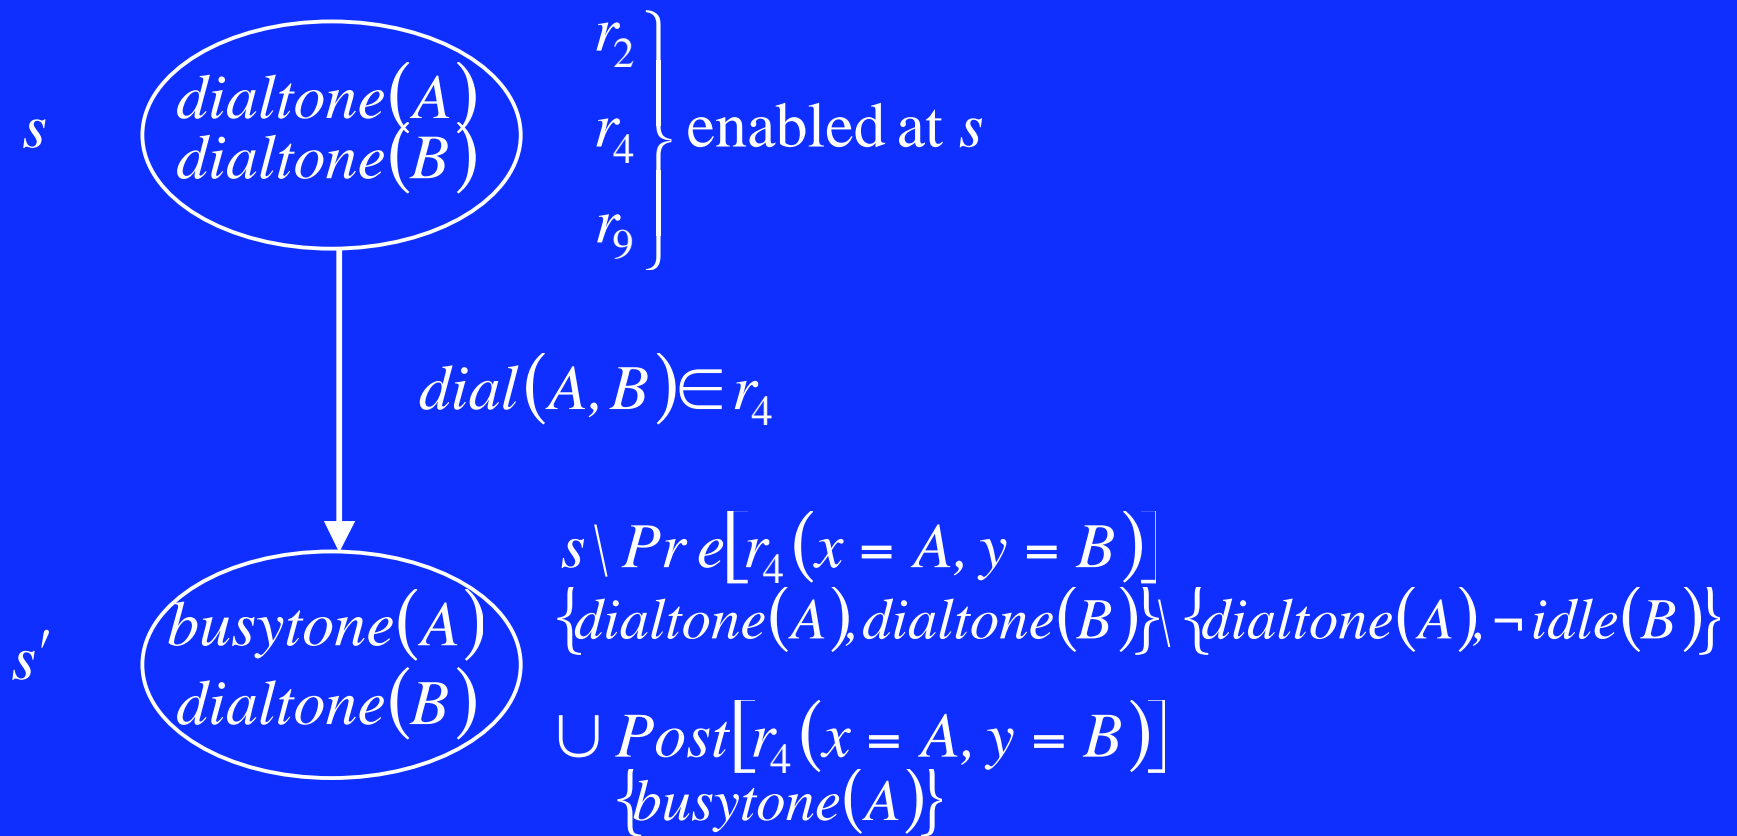 s
dialtone(A)
dialtone(B)
r₂
r₄
r₉
enabled at s
dial(A, B)∈ r₄
s′
busytone(A)
dialtone(B)
s \ Pr e[r₄(x = A, y = B)]
{dialtone(A), dialtone(B)}\ {dialtone(A), ¬ idle(B)}
∪ Post[r₄(x = A, y = B)]
{busytone(A)}